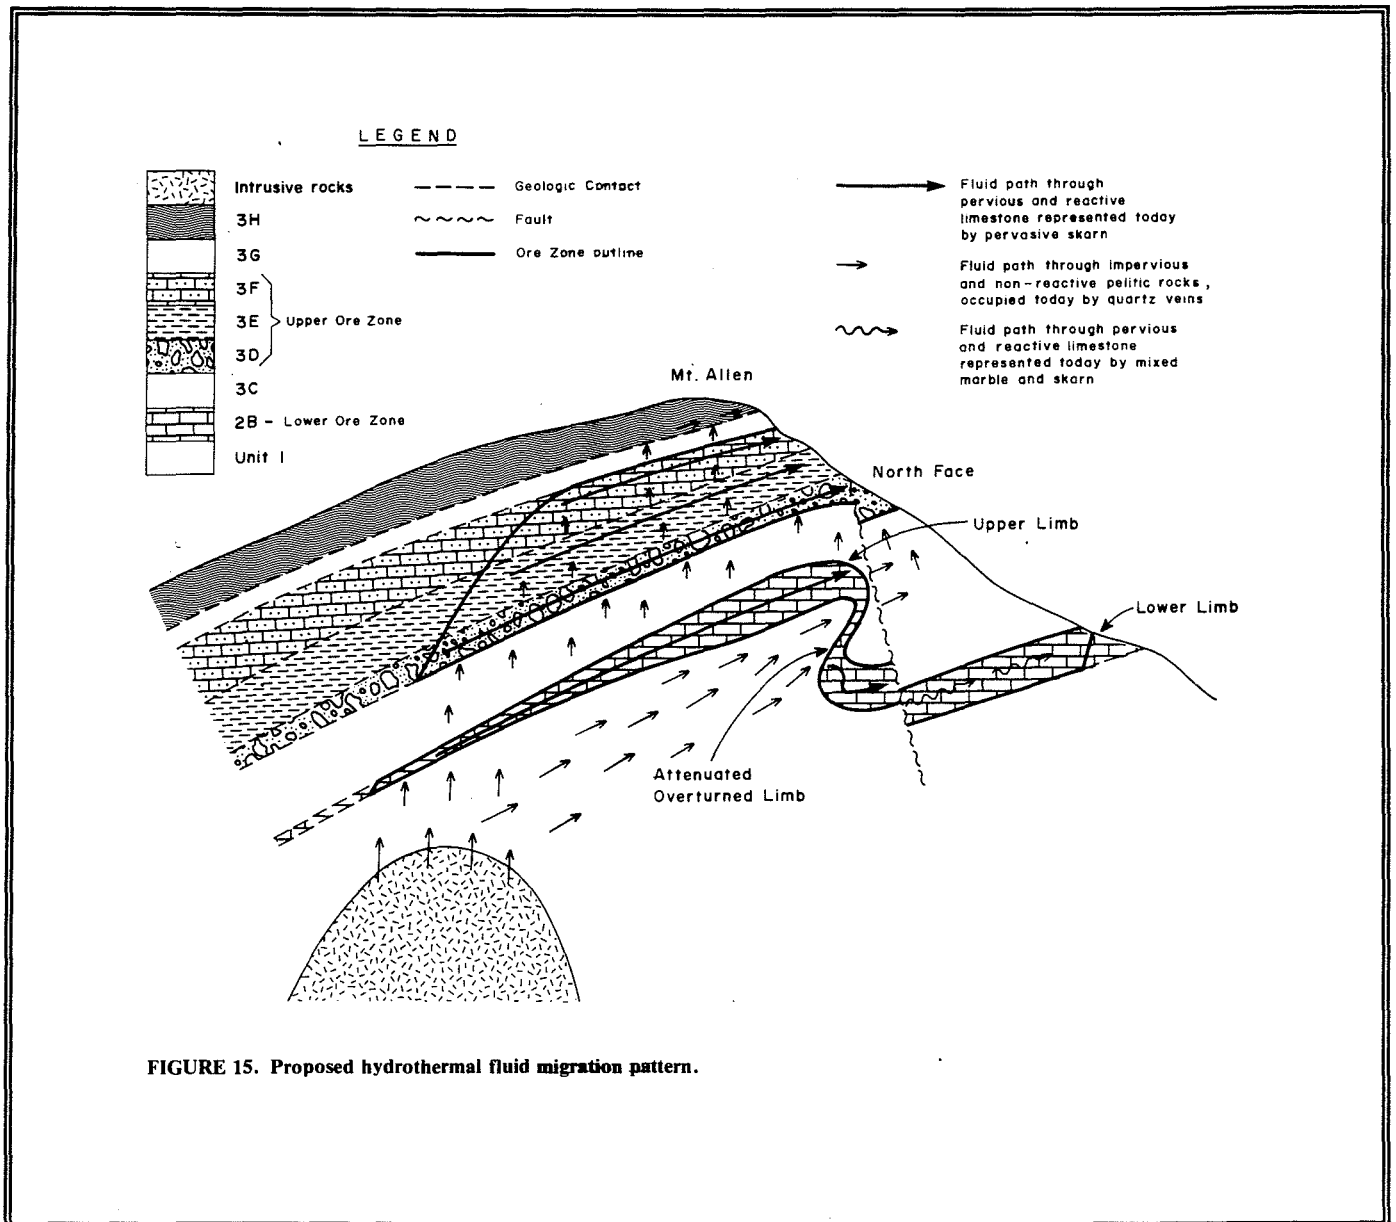 LEGEND
Intrusive rocks
3H
3G
3F
3E
3D
Upper Ore Zone
3C
2B - Lower Ore Zone
Unit 1
Geologic Contact
Fault
Ore Zone outline
Fluid path through
pervious and reactive
limestone represented today
by pervasive skarn
Fluid path through impervious
and non-reactive pelitic rocks,
occupied today by quartz veins
Fluid path through pervious
and reactive limestone
represented today by mixed
marble and skarn
Mt. Allen
North Face
Upper Limb
Lower Limb
Attenuated
Overturned Limb
FIGURE 15. Proposed hydrothermal fluid migration pattern.